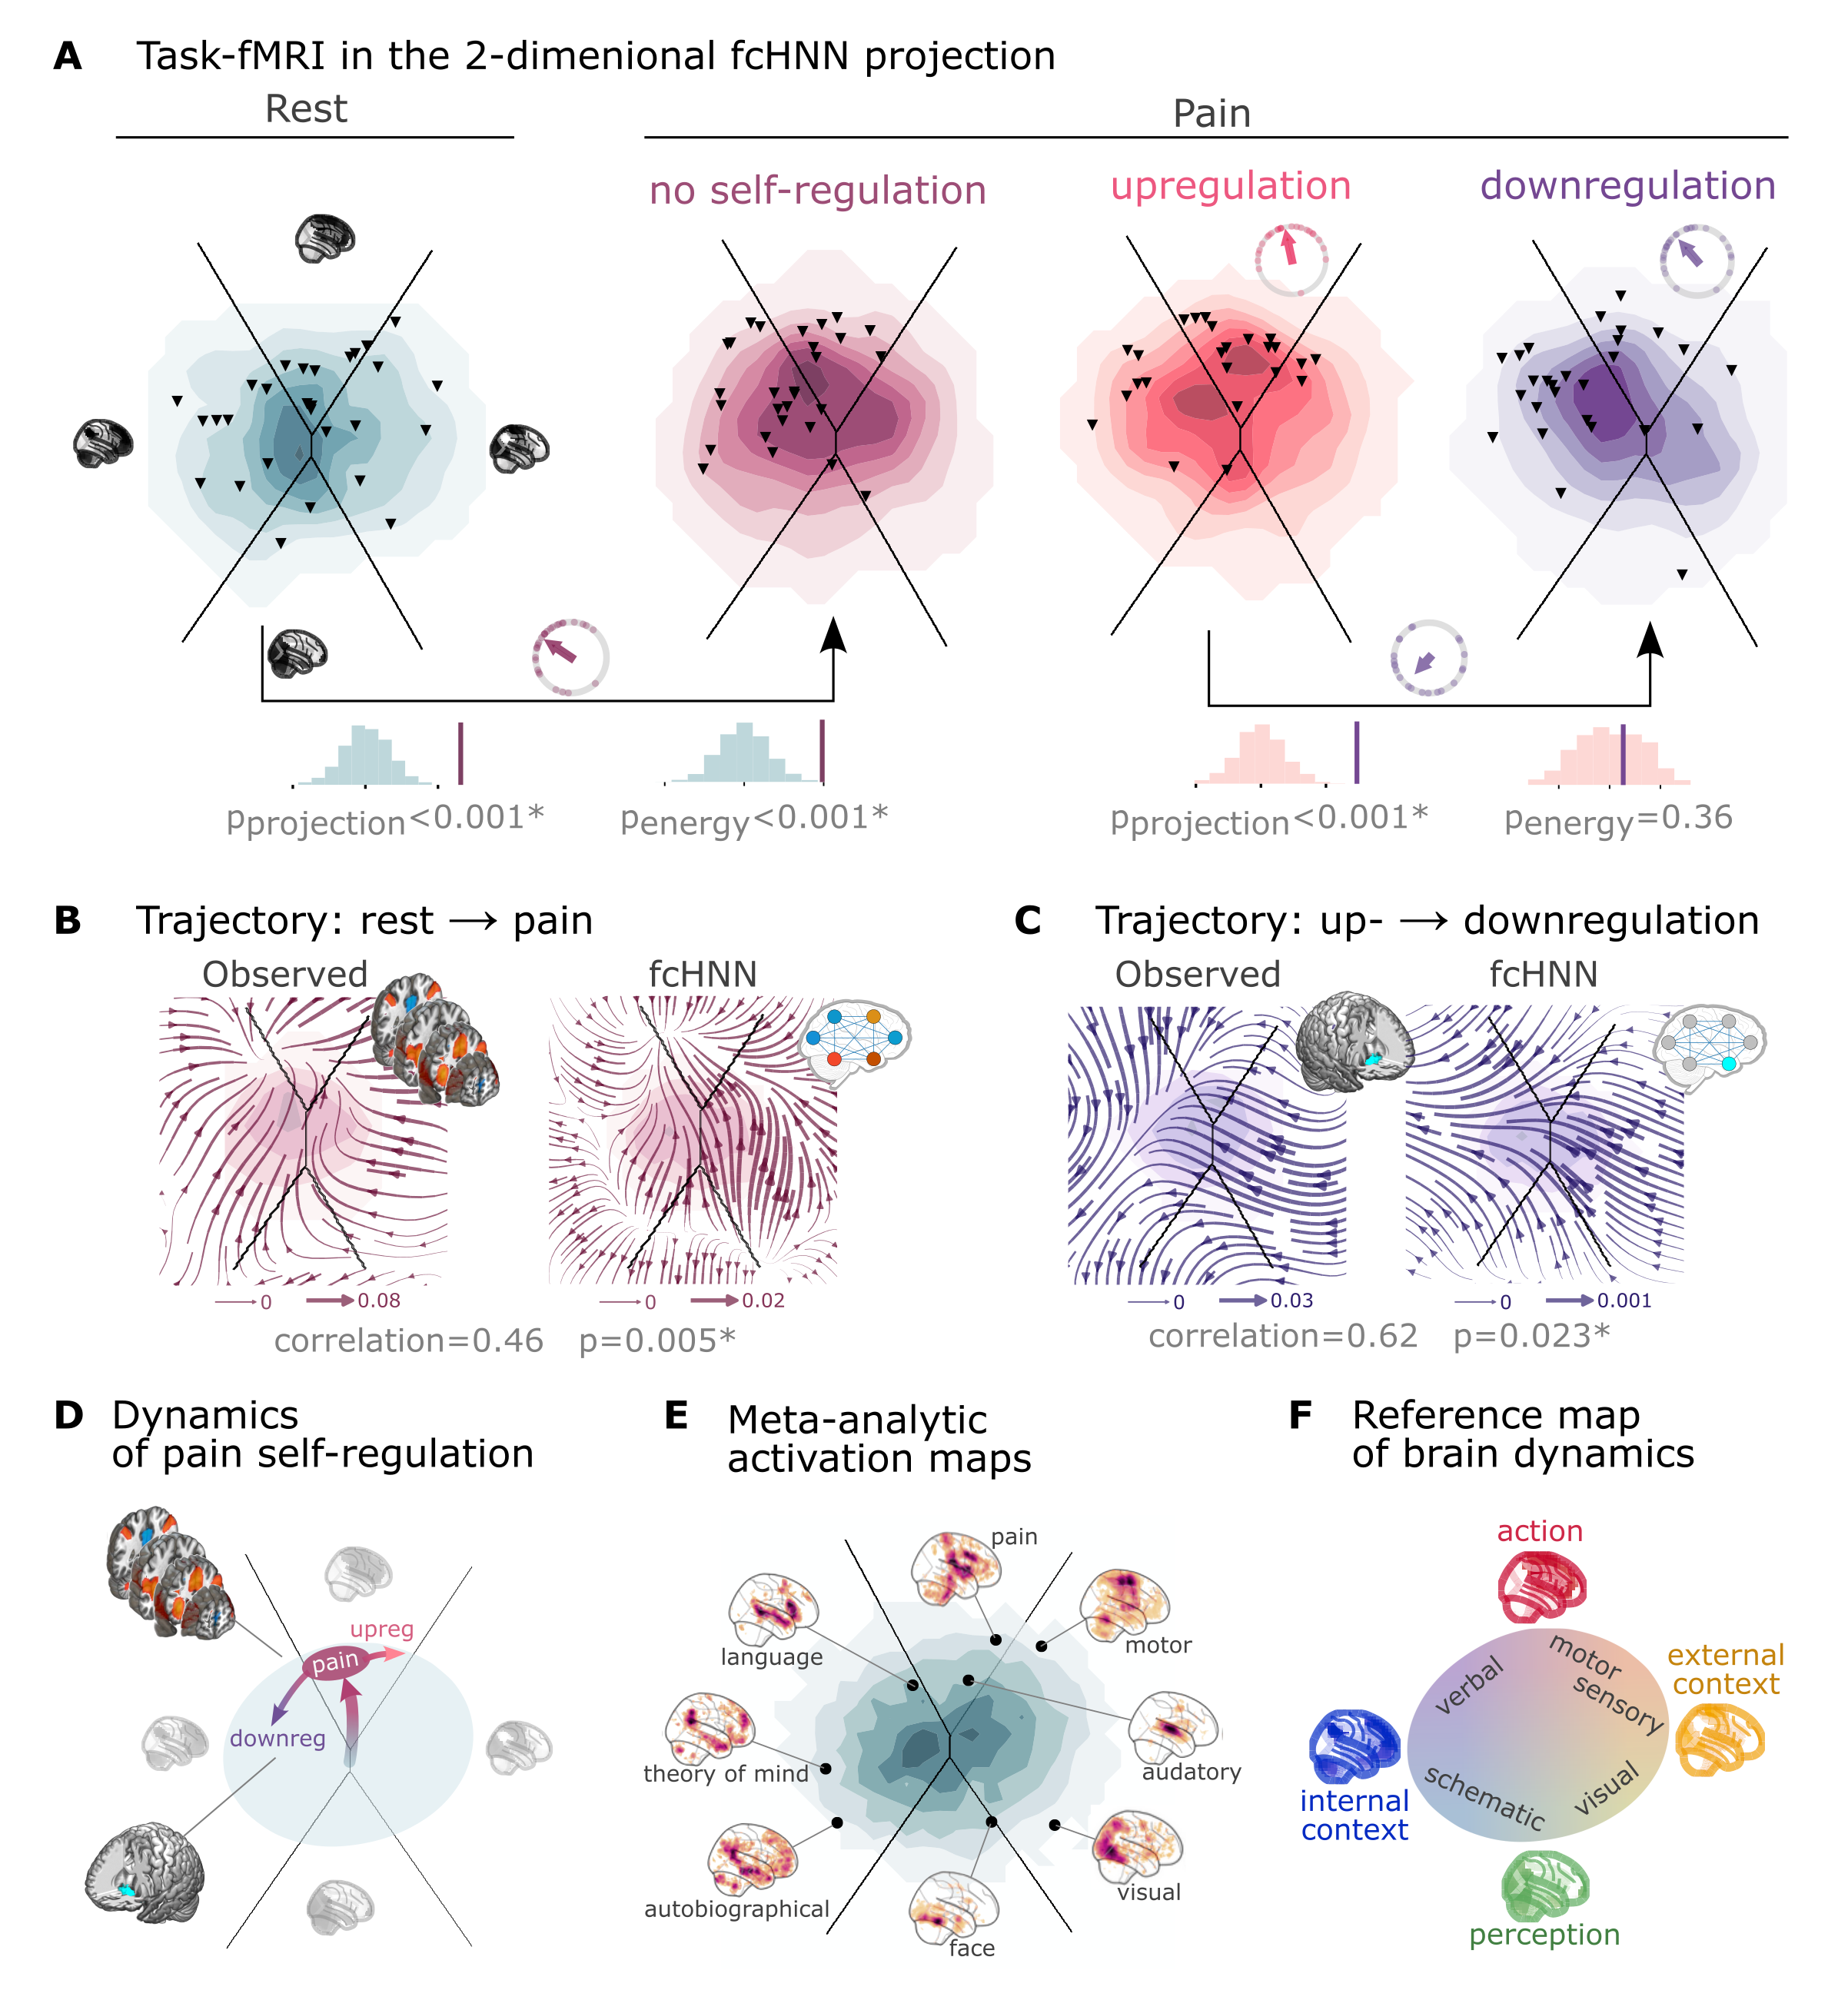 A Task-fMRI in the 2-dimenional fcHNN projection
Rest
Pain
no self-regulation
upregulation
downregulation
pprojection<0.001*
penergy<0.001*
pprojection<0.001*
penergy=0.36
B Trajectory: rest → pain
Observed
fcHNN
0
0.08
0
0.02
correlation=0.46 p=0.005*
C Trajectory: up- → downregulation
Observed
fcHNN
0
0.03
0
0.001
correlation=0.62 p=0.023*
D Dynamics
of pain self-regulation
upreg
pain
downreg
E Meta-analytic
activation maps
pain
motor
language
theory of mind
audatory
autobiographical
visual
face
F Reference map
of brain dynamics
action
external
context
motor
sensory
verbal
schematic
visual
internal
context
perception